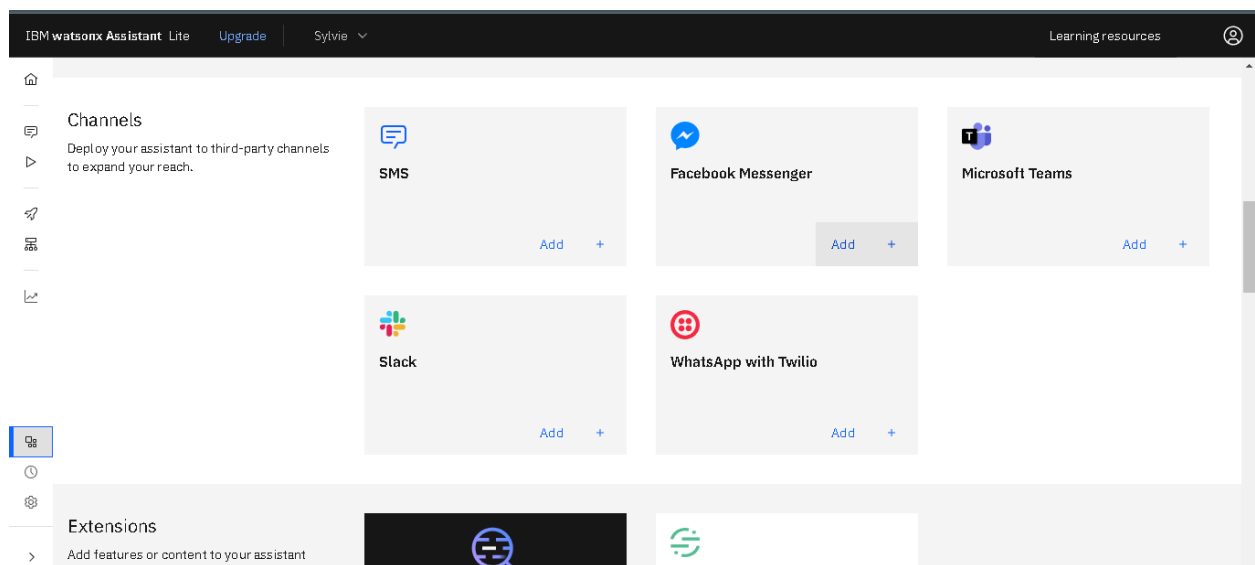 IBM watsonx Assistant Lite Upgrade Sylvie Learning resources
Channels
Deploy your assistant to third-party channels
to expand your reach.
SMS
Add +
Facebook Messenger
Add +
T
Microsoft Teams
Add +
Slack
Add +
WhatsApp with Twilio
Add +
Extensions
Add features or content to your assistant